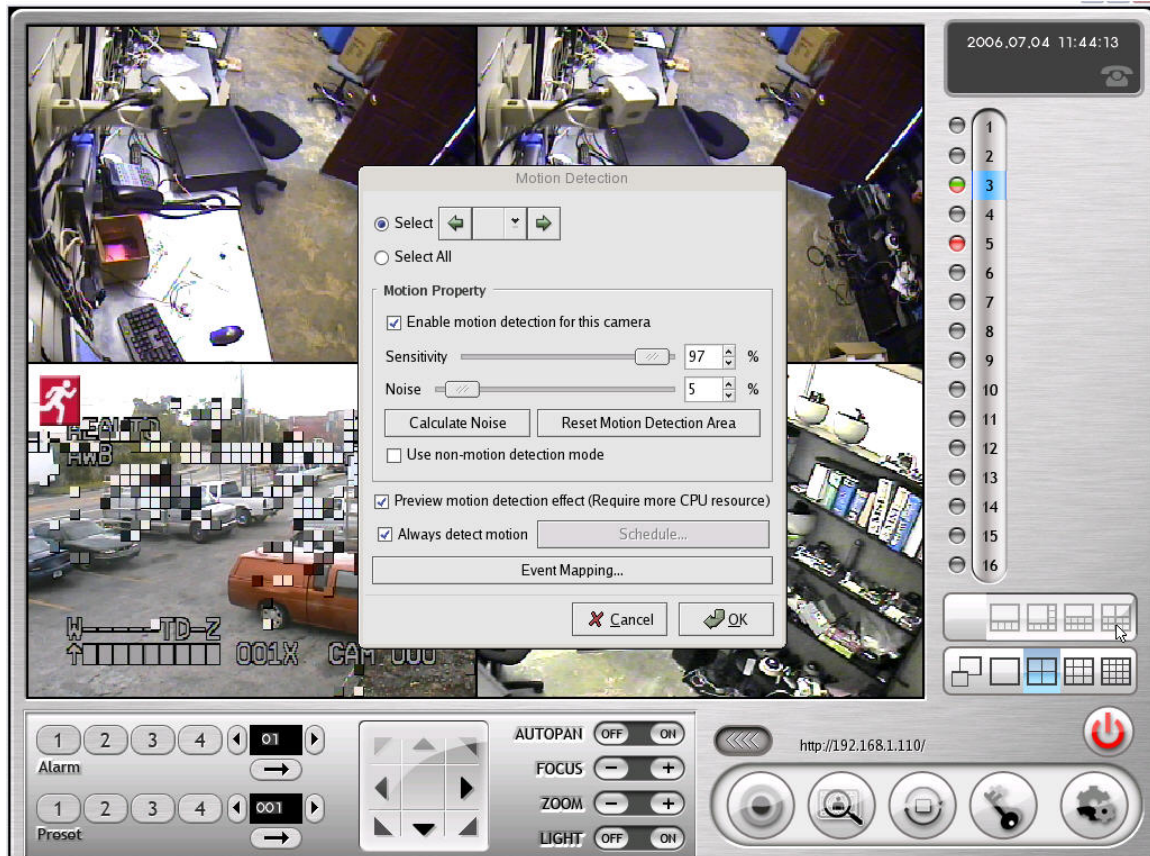 2006.07.04 11:44:13
1
2
3
4
5
6
7
8
9
10
11
12
13
14
15
16
Motion Detection
Select
Select All
Motion Property
Enable motion detection for this camera
Sensitivity 97 %
Noise 5 %
Calculate Noise Reset Motion Detection Area
Use non-motion detection mode
Preview motion detection effect (Require more CPU resource)
Always detect motion Schedule...
Event Mapping...
Cancel OK
AWB
W-----TD-Z
001X CAM 000
1 2 3 4 01
Alarm
1 2 3 4 001
Preset
AUTOPAN OFF ON
FOCUS - +
ZOOM - +
LIGHT OFF ON
http://192.168.1.110/